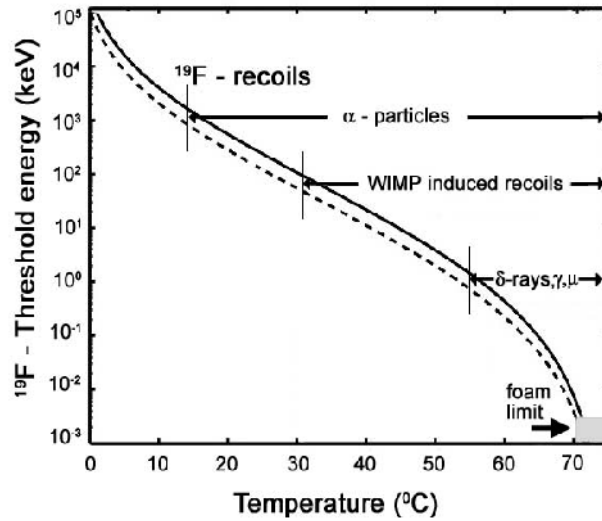 10⁵
10⁴
10³
10²
10¹
10⁰
10⁻¹
10⁻²
10⁻³
¹⁹F - Threshold energy (keV)
¹⁹F - recoils
α - particles
WIMP induced recoils
δ-rays,γ,μ
foam
limit
0 10 20 30 40 50 60 70
Temperature (⁰C)